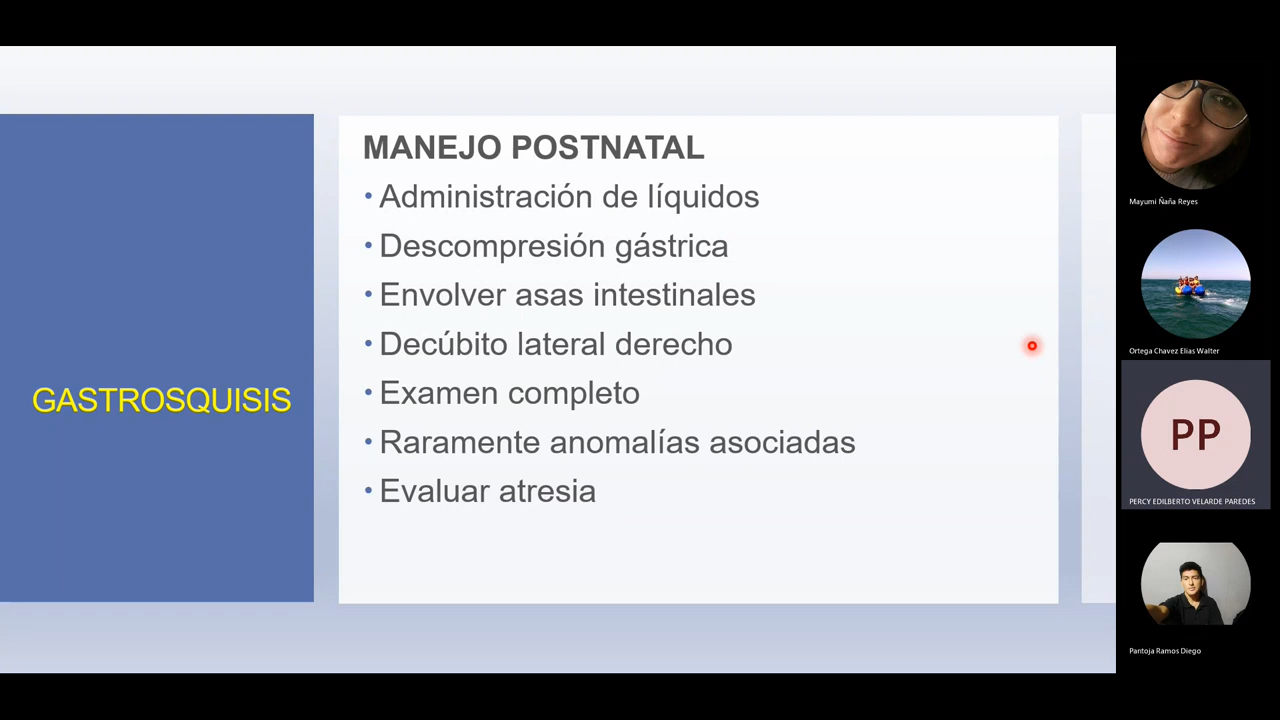 GASTROSQUISIS
MANEJO POSTNATAL
• Administración de líquidos
• Descompresión gástrica
• Envolver asas intestinales
• Decúbito lateral derecho
• Examen completo
• Raramente anomalías asociadas
• Evaluar atresia
Mayumi Ñaña Reyes
Ortega Chavez Elias Walter
PP
PERCY EDILBERTO VELARDE PAREDES
Pantoja Ramos Diego